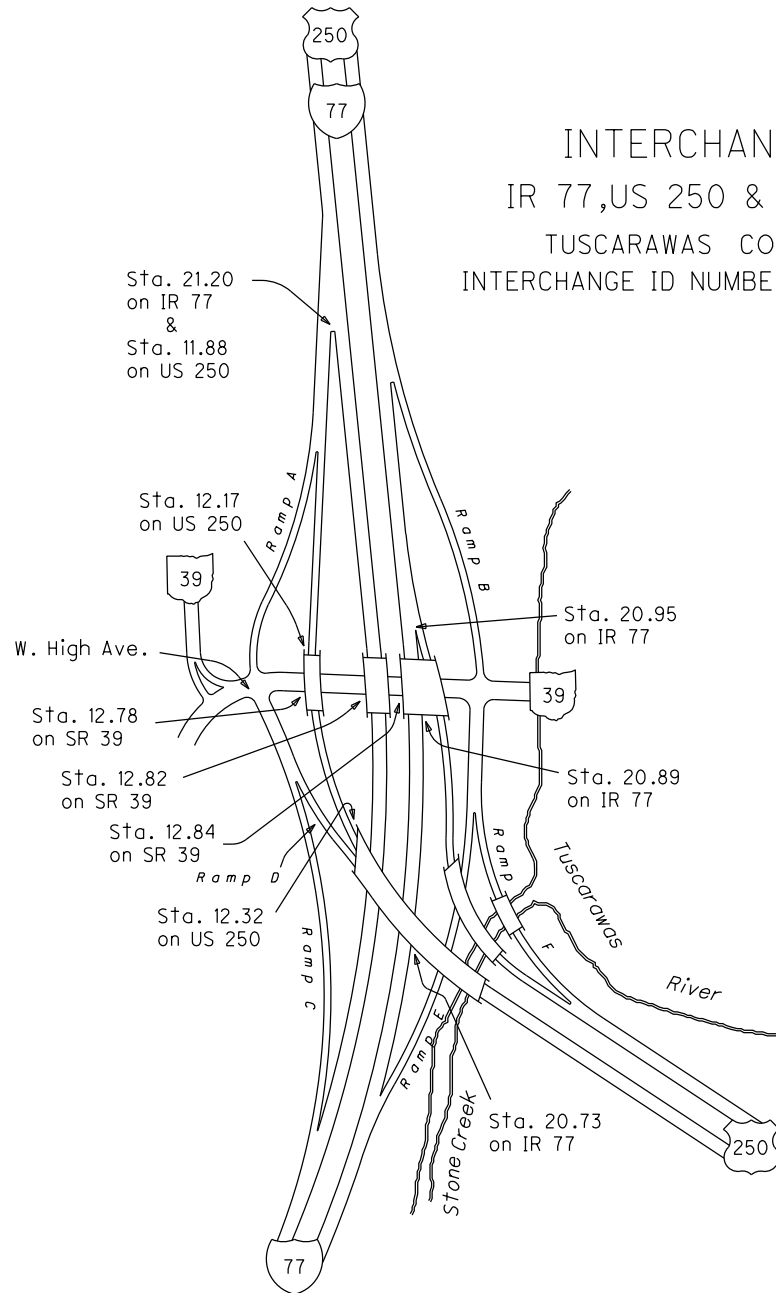 250
77
INTERCHAN
IR 77,US 250 &
TUSCARAWAS CO
INTERCHANGE ID NUMBE
Sta. 21.20
on IR 77
&
Sta. 11.88
on US 250
Ramp A
Sta. 12.17
on US 250
Ramp B
39
Sta. 20.95
on IR 77
W. High Ave.
39
Sta. 12.78
on SR 39
Sta. 12.82
on SR 39
Sta. 20.89
on IR 77
Sta. 12.84
on SR 39
Ramp D
Ramp F
Tuscarawas
River
Sta. 12.32
on US 250
Ramp C
Ramp E
Stone Creek
Sta. 20.73
on IR 77
250
77